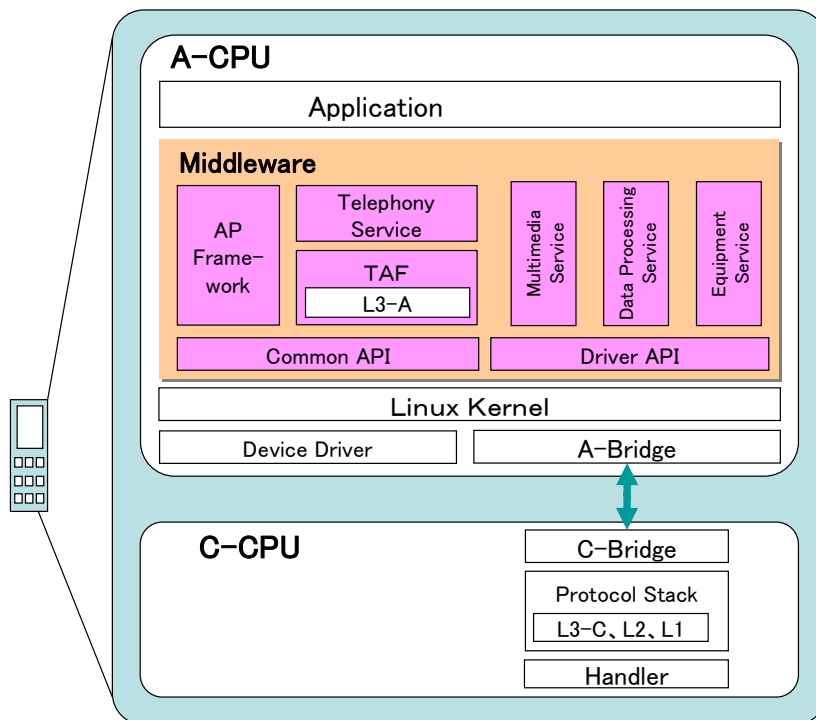 A-CPU
Application
Middleware
AP
Frame-
work
Telephony
Service
TAF
L3-A
Multimedia
Service
Data Processing
Service
Equipment
Service
Common API
Driver API
Linux Kernel
Device Driver
A-Bridge
C-CPU
C-Bridge
Protocol Stack
L3-C、L2、L1
Handler